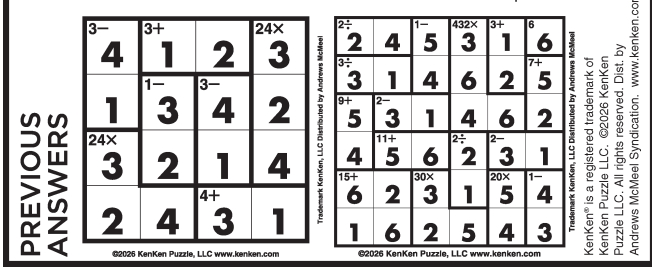 PREVIOUS
ANSWERS
3− 3+ 24×
4 1 2 3
1− 3−
1 3 4 2
24×
3 2 1 4
4+
2 4 3 1
©2026 KenKen Puzzle, LLC www.kenken.com
Trademark KenKen, LLC Distributed by Andrews McMeel
2÷ 1− 432× 3+ 6
2 4 5 3 1 6
3÷ 7+
3 1 4 6 2 5
9+ 2−
5 3 1 4 6 2
11+ 2÷ 2−
4 5 6 2 3 1
15+ 30× 20× 1−
6 2 3 1 5 4
1 6 2 5 4 3
©2026 KenKen Puzzle, LLC www.kenken.com
Trademark KenKen, LLC Distributed by Andrews McMeel
KenKen® is a registered trademark of
KenKen Puzzle LLC. ©2026 KenKen
Puzzle LLC. All rights reserved. Dist. by
Andrews McMeel Syndication. www.kenken.com